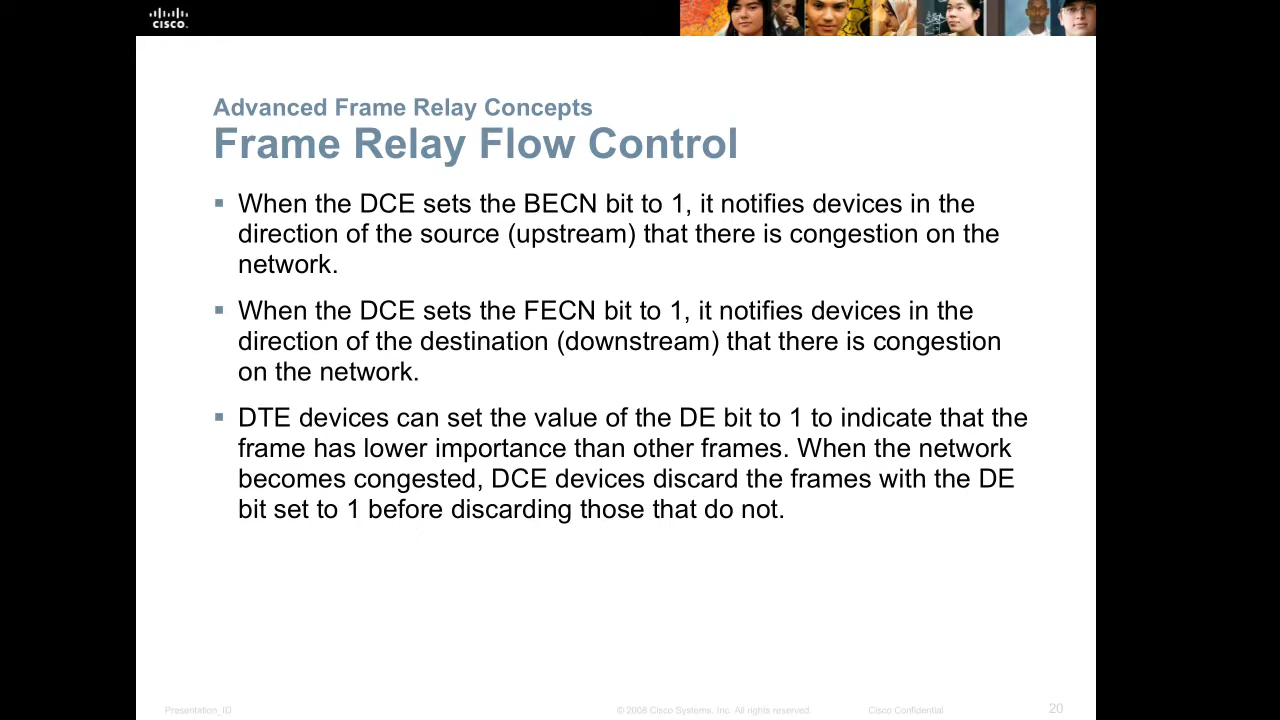 CISCO.
Advanced Frame Relay Concepts
Frame Relay Flow Control
▪ When the DCE sets the BECN bit to 1, it notifies devices in the
direction of the source (upstream) that there is congestion on the
network.
▪ When the DCE sets the FECN bit to 1, it notifies devices in the
direction of the destination (downstream) that there is congestion
on the network.
▪ DTE devices can set the value of the DE bit to 1 to indicate that the
frame has lower importance than other frames. When the network
becomes congested, DCE devices discard the frames with the DE
bit set to 1 before discarding those that do not.
Presentation_ID © 2008 Cisco Systems, Inc. All rights reserved. Cisco Confidential 20